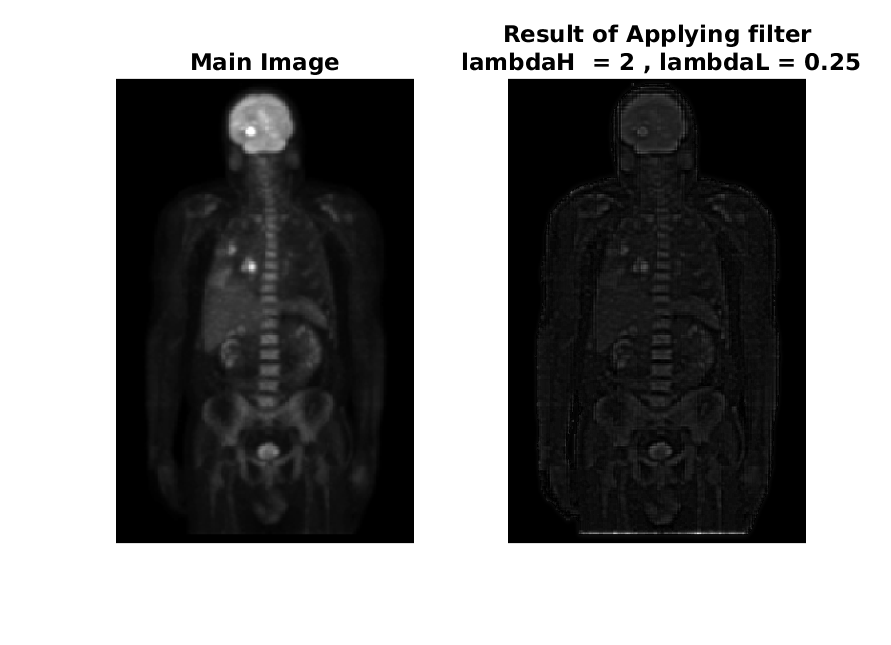 Main Image
Result of Applying filter
lambdaH  = 2 , lambdaL = 0.25